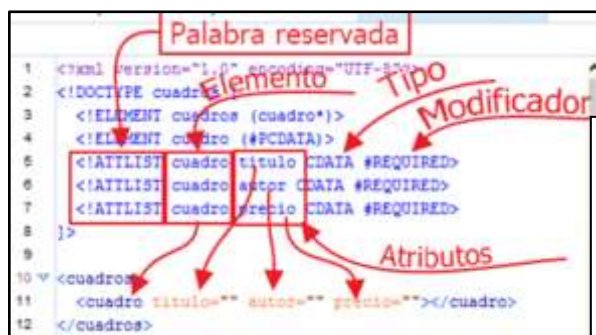 Palabra reservada
1 <?xml version="1.0" encoding="UTF-8"?>
Elemento
Tipo
2 <!DOCTYPE cuadros [
Modificador
3 <!ELEMENT cuadros (cuadro*)>
4 <!ELEMENT cuadro (#PCDATA)>
5 <!ATTLIST cuadro titulo CDATA #REQUIRED>
6 <!ATTLIST cuadro autor CDATA #REQUIRED>
7 <!ATTLIST cuadro precio CDATA #REQUIRED>
8 ]>
Atributos
9
10 <cuadros>
11 <cuadro titulo="" autor="" precio=""></cuadro>
12 </cuadros>